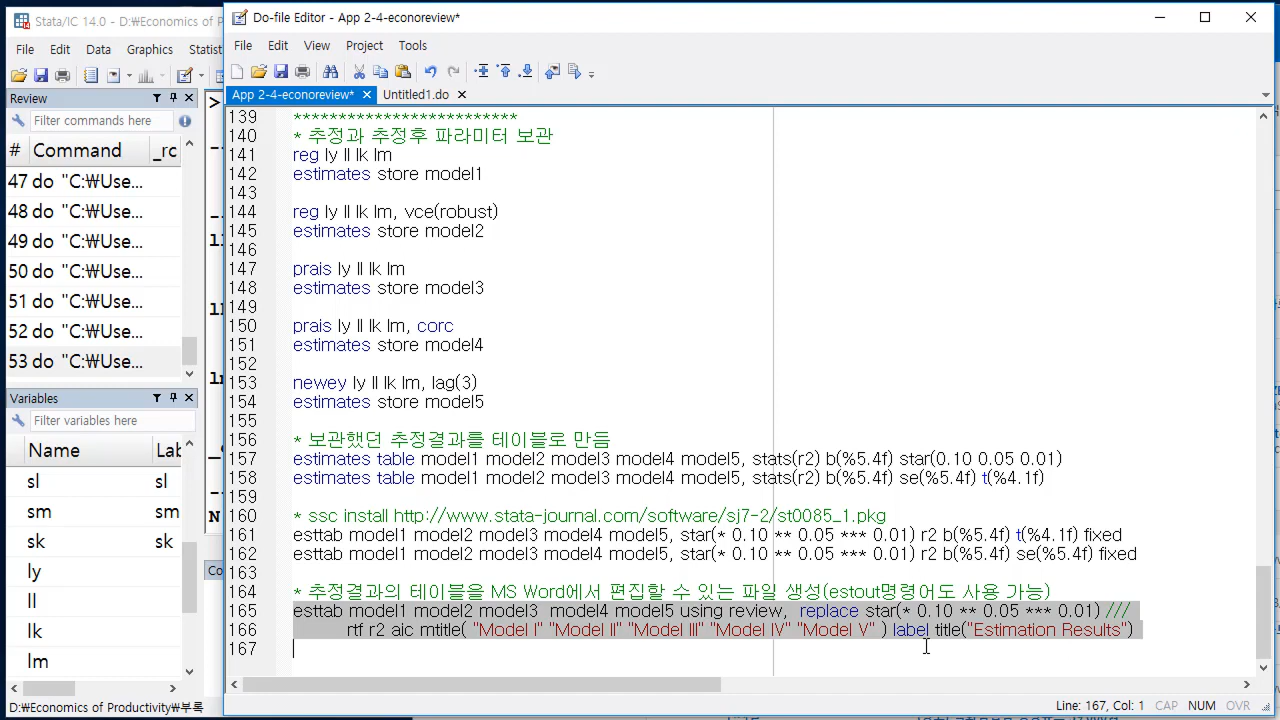 Stata/IC 14.0 - D:₩Economics of P
File Edit Data Graphics Statist
Review
Filter commands here
# Command _rc
47 do "C:₩Use...
48 do "C:₩Use...
49 do "C:₩Use...
50 do "C:₩Use...
51 do "C:₩Use...
52 do "C:₩Use...
53 do "C:₩Use...
Variables
Filter variables here
Name Lab
sl sl
sm sm
sk sk
ly
ll
lk
lm
D:₩Economics of Productivity₩부록
Do-file Editor - App 2-4-econoreview*
File Edit View Project Tools
App 2-4-econoreview* Untitled1.do
139 *************************
140 * 추정과 추정후 파라미터 보관
141 reg ly ll lk lm
142 estimates store model1
143
144 reg ly ll lk lm, vce(robust)
145 estimates store model2
146
147 prais ly ll lk lm
148 estimates store model3
149
150 prais ly ll lk lm, corc
151 estimates store model4
152
153 newey ly ll lk lm, lag(3)
154 estimates store model5
155
156 * 보관했던 추정결과를 테이블로 만듬
157 estimates table model1 model2 model3 model4 model5, stats(r2) b(%5.4f) star(0.10 0.05 0.01)
158 estimates table model1 model2 model3 model4 model5, stats(r2) b(%5.4f) se(%5.4f) t(%4.1f)
159
160 * ssc install http://www.stata-journal.com/software/sj7-2/st0085_1.pkg
161 esttab model1 model2 model3 model4 model5, star(* 0.10 ** 0.05 *** 0.01) r2 b(%5.4f) t(%4.1f) fixed
162 esttab model1 model2 model3 model4 model5, star(* 0.10 ** 0.05 *** 0.01) r2 b(%5.4f) se(%5.4f) fixed
163
164 * 추정결과의 테이블을 MS Word에서 편집할 수 있는 파일 생성(estout명령어도 사용 가능)
165 esttab model1 model2 model3 model4 model5 using review, replace star(* 0.10 ** 0.05 *** 0.01) ///
166 rtf r2 aic mtitle( "Model I" "Model II" "Model III" "Model IV" "Model V" ) label title("Estimation Results")
167
Line: 167, Col: 1 CAP NUM OVR